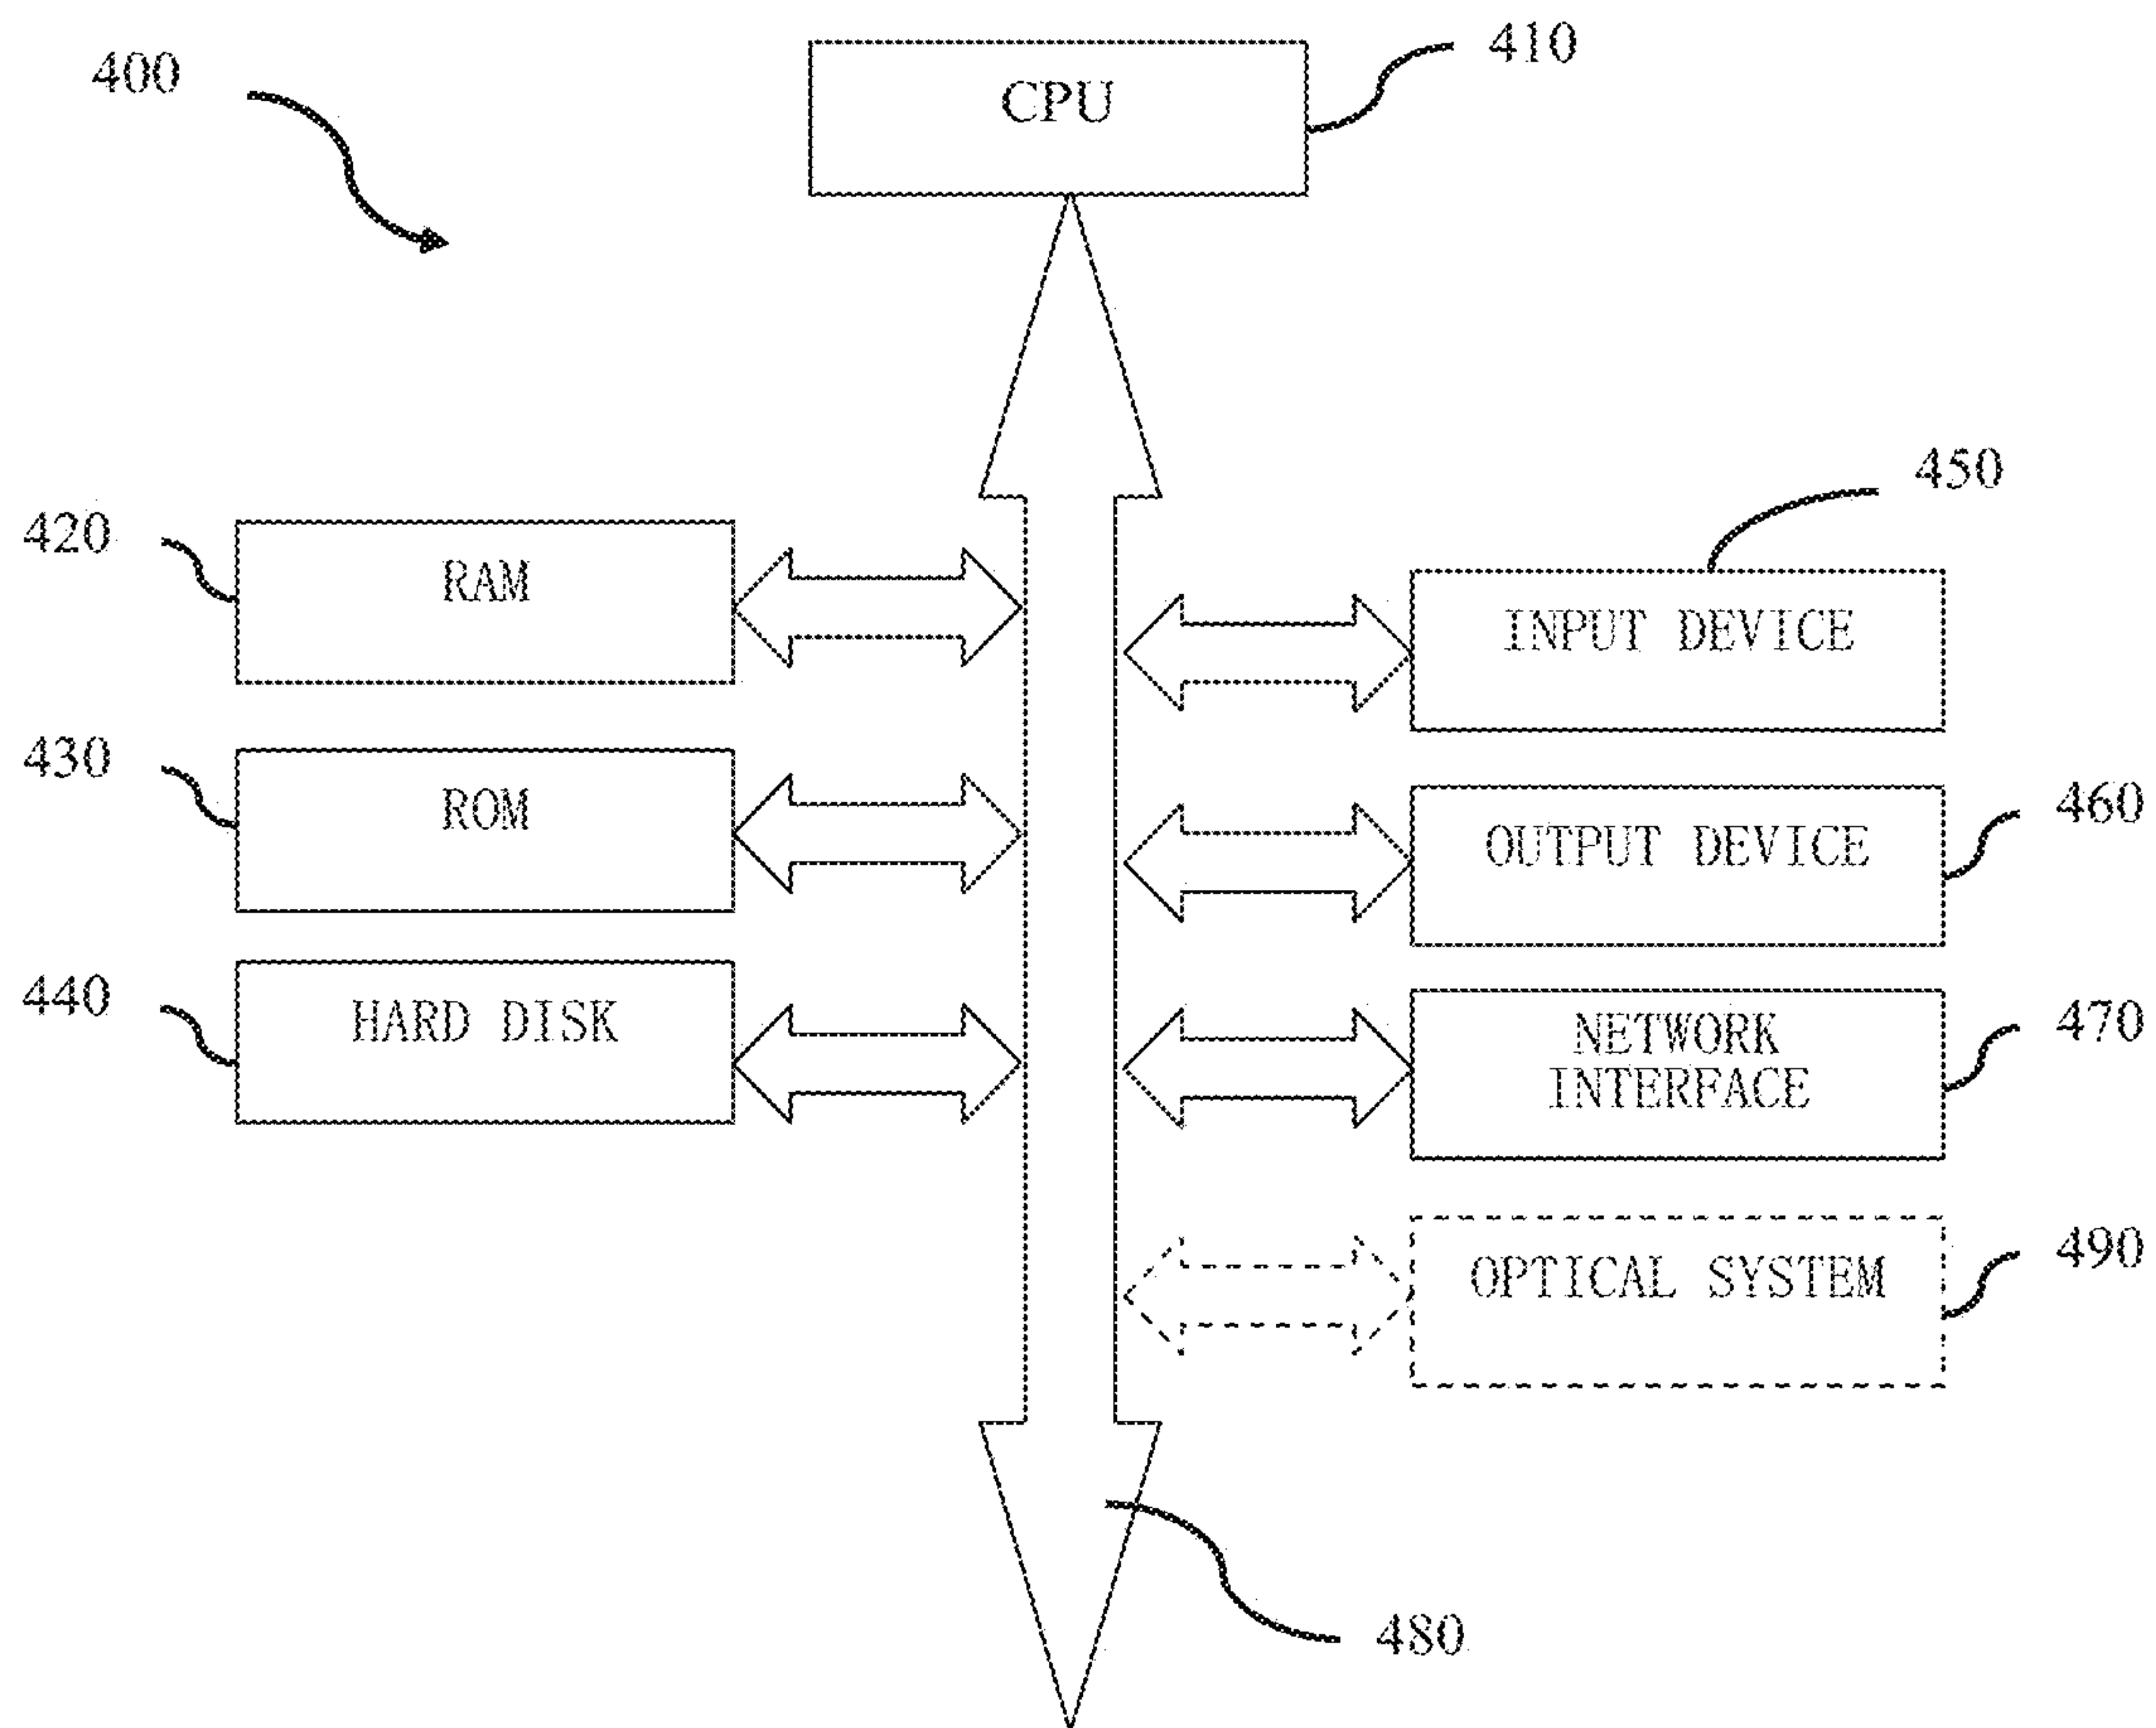 400
CPU
410
420
RAM
450
INPUT DEVICE
430
ROM
OUTPUT DEVICE
460
440
HARD DISK
NETWORK
INTERFACE
470
OPTICAL SYSTEM
490
480